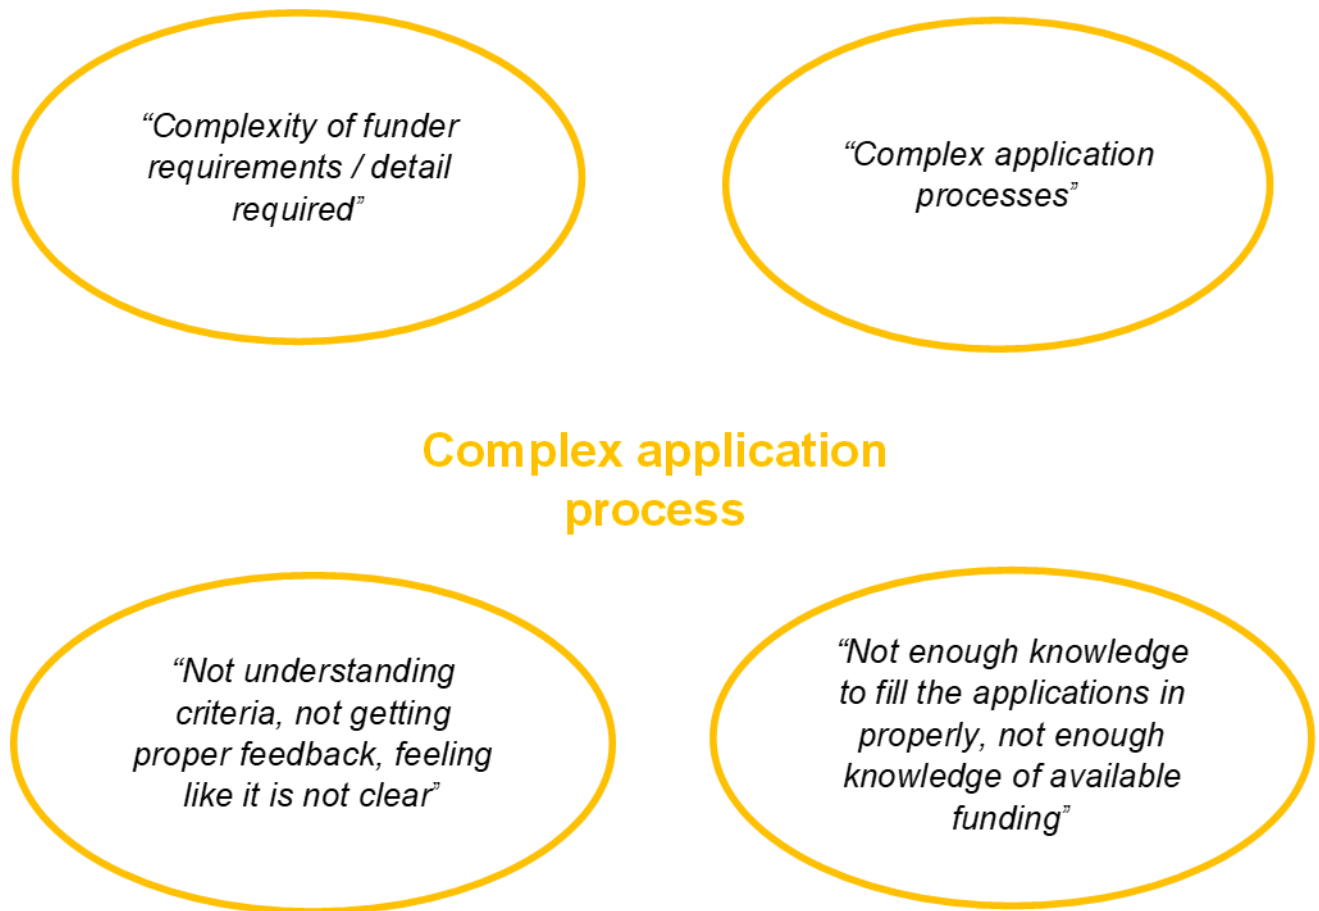 “Complexity of funder
requirements / detail
required”
“Complex application
processes”
Complex application
process
“Not understanding
criteria, not getting
proper feedback, feeling
like it is not clear”
“Not enough knowledge
to fill the applications in
properly, not enough
knowledge of available
funding”